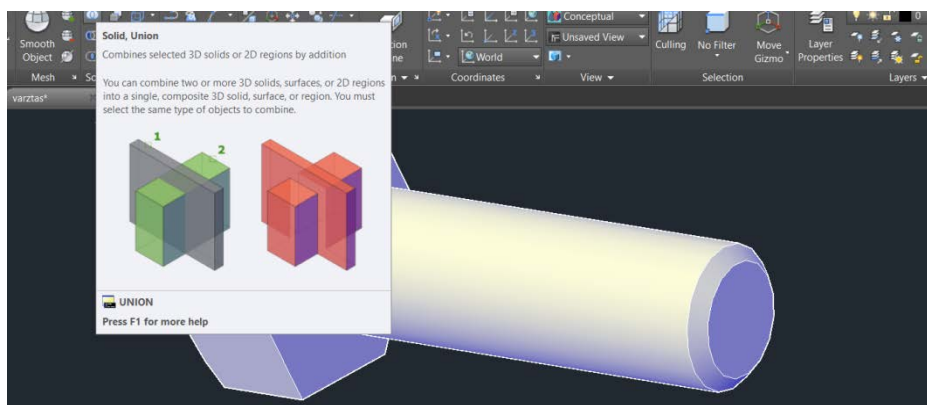 Conceptual
Unsaved View
World
Smooth
Object
Culling
No Filter
Move
Gizmo
Layer
Properties
0
Mesh
Coordinates
View
Selection
Layers
varztas*
Solid, Union
Combines selected 3D solids or 2D regions by addition
You can combine two or more 3D solids, surfaces, or 2D regions
into a single, composite 3D solid, surface, or region. You must
select the same type of objects to combine.
1
2
UNION
Press F1 for more help